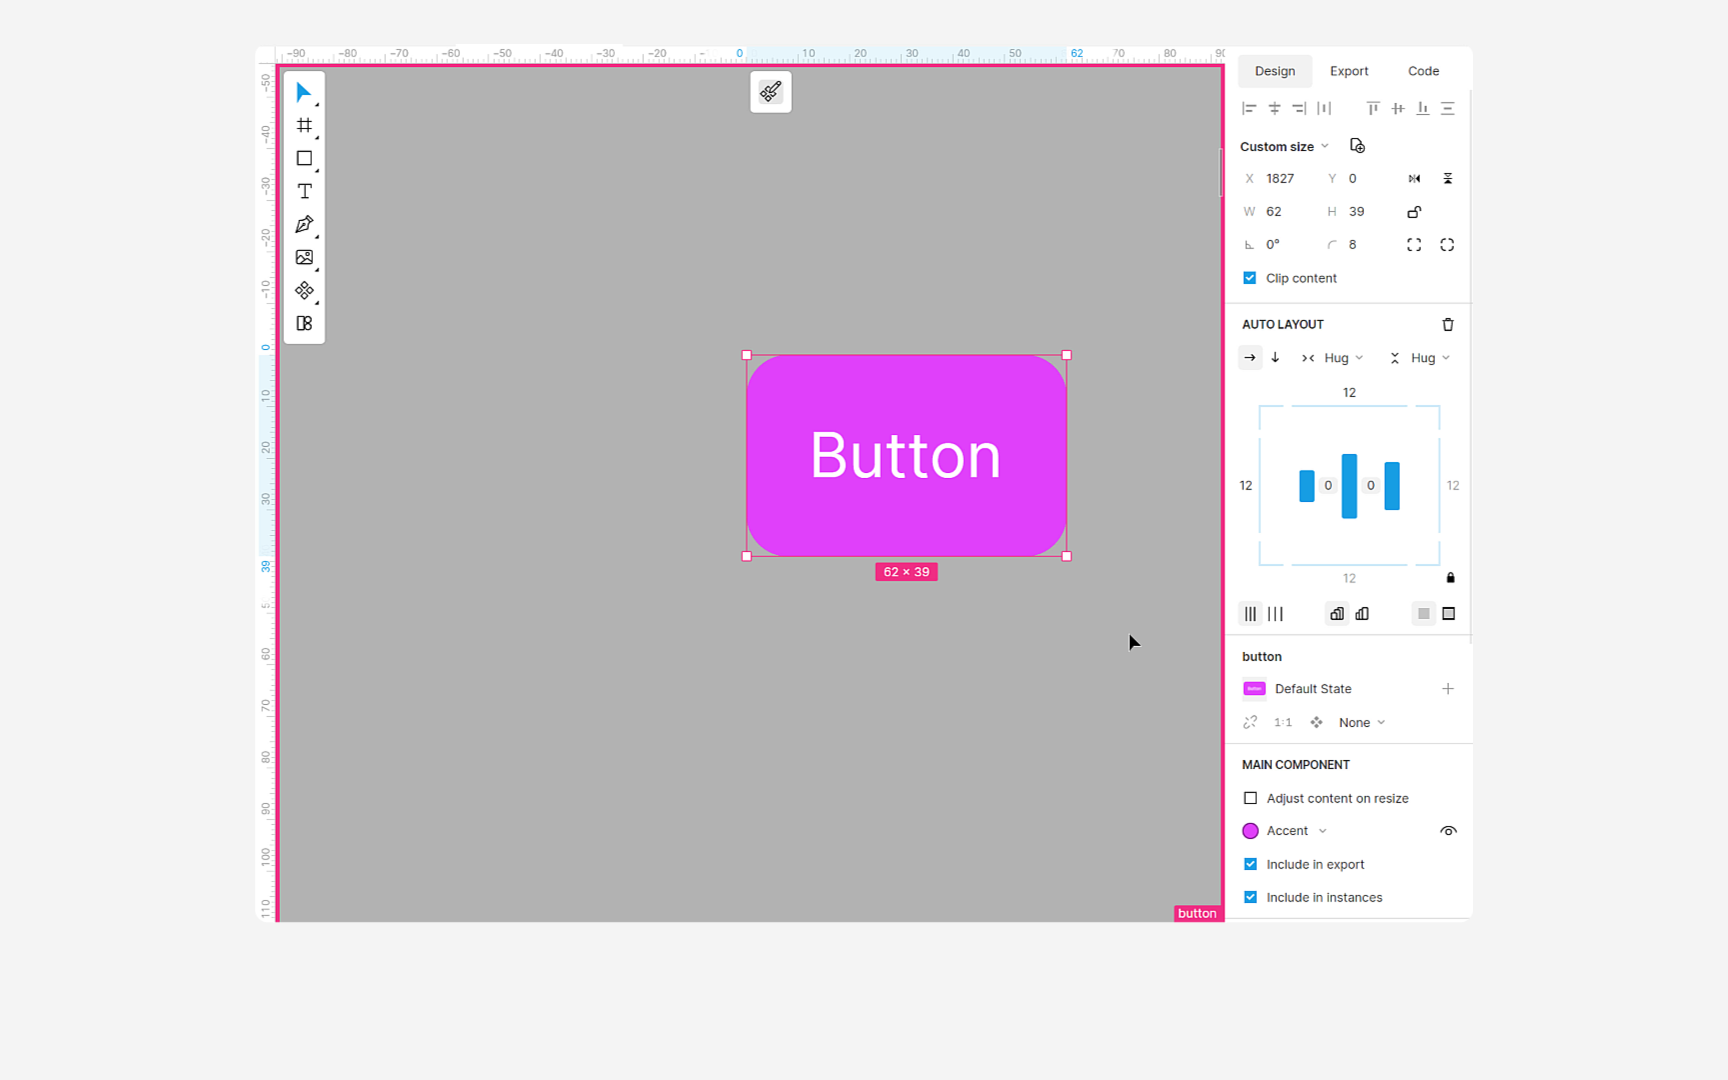 -90 -80 -70 -60 -50 -40 -30 -20 - 0 10 20 30 40 50 62 70 80 90
-50
-40
-30
-20
-10
0
10
20
30
39
5
60
70
80
90
100
110
Button
62 × 39
button
Design Export Code
Custom size
X 1827 Y 0
W 62 H 39
0° 8
Clip content
AUTO LAYOUT
Hug Hug
12
12 0 0 12
12
button
Default State
1:1 None
MAIN COMPONENT
Adjust content on resize
Accent
Include in export
Include in instances